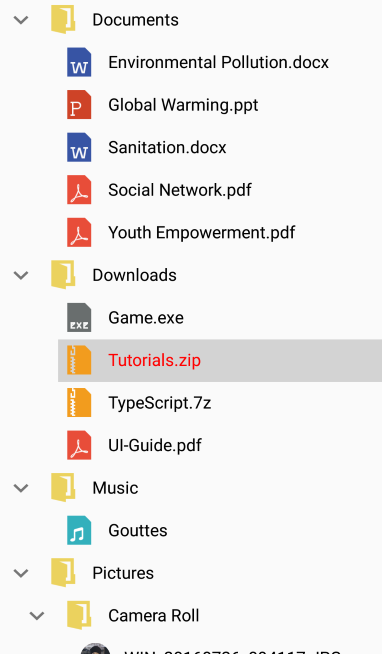 Documents
Environmental Pollution.docx
Global Warming.ppt
Sanitation.docx
Social Network.pdf
Youth Empowerment.pdf
Downloads
Game.exe
Tutorials.zip
TypeScript.7z
UI-Guide.pdf
Music
Gouttes
Pictures
Camera Roll